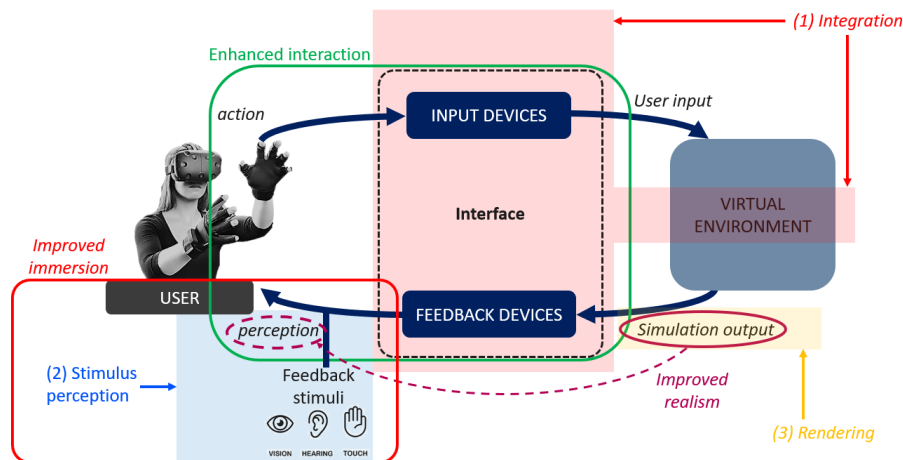 (1) Integration
Enhanced interaction
action
INPUT DEVICES
User input
Interface
VIRTUAL
ENVIRONMENT
Improved
immersion
USER
FEEDBACK DEVICES
perception
Simulation output
(2) Stimulus
perception
Feedback
stimuli
Improved
realism
VISION HEARING TOUCH
(3) Rendering